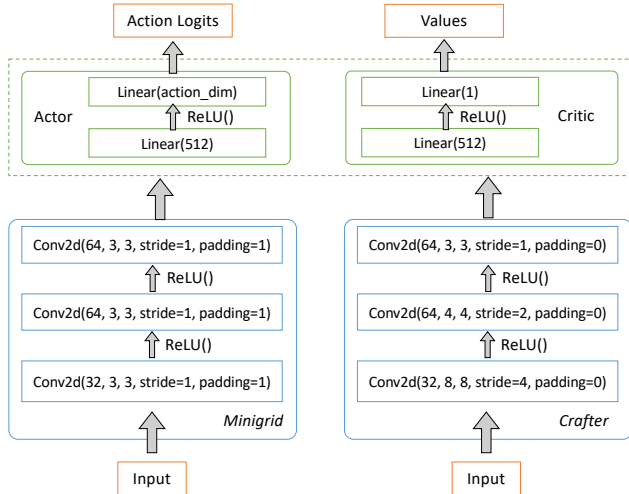 Action Logits
Values
Actor
Linear(action_dim)
ReLU()
Linear(512)
Linear(1)
ReLU()
Linear(512)
Critic
Conv2d(64, 3, 3, stride=1, padding=1)
ReLU()
Conv2d(64, 3, 3, stride=1, padding=1)
ReLU()
Conv2d(32, 3, 3, stride=1, padding=1)
Minigrid
Input
Conv2d(64, 3, 3, stride=1, padding=0)
ReLU()
Conv2d(64, 4, 4, stride=2, padding=0)
ReLU()
Conv2d(32, 8, 8, stride=4, padding=0)
Crafter
Input